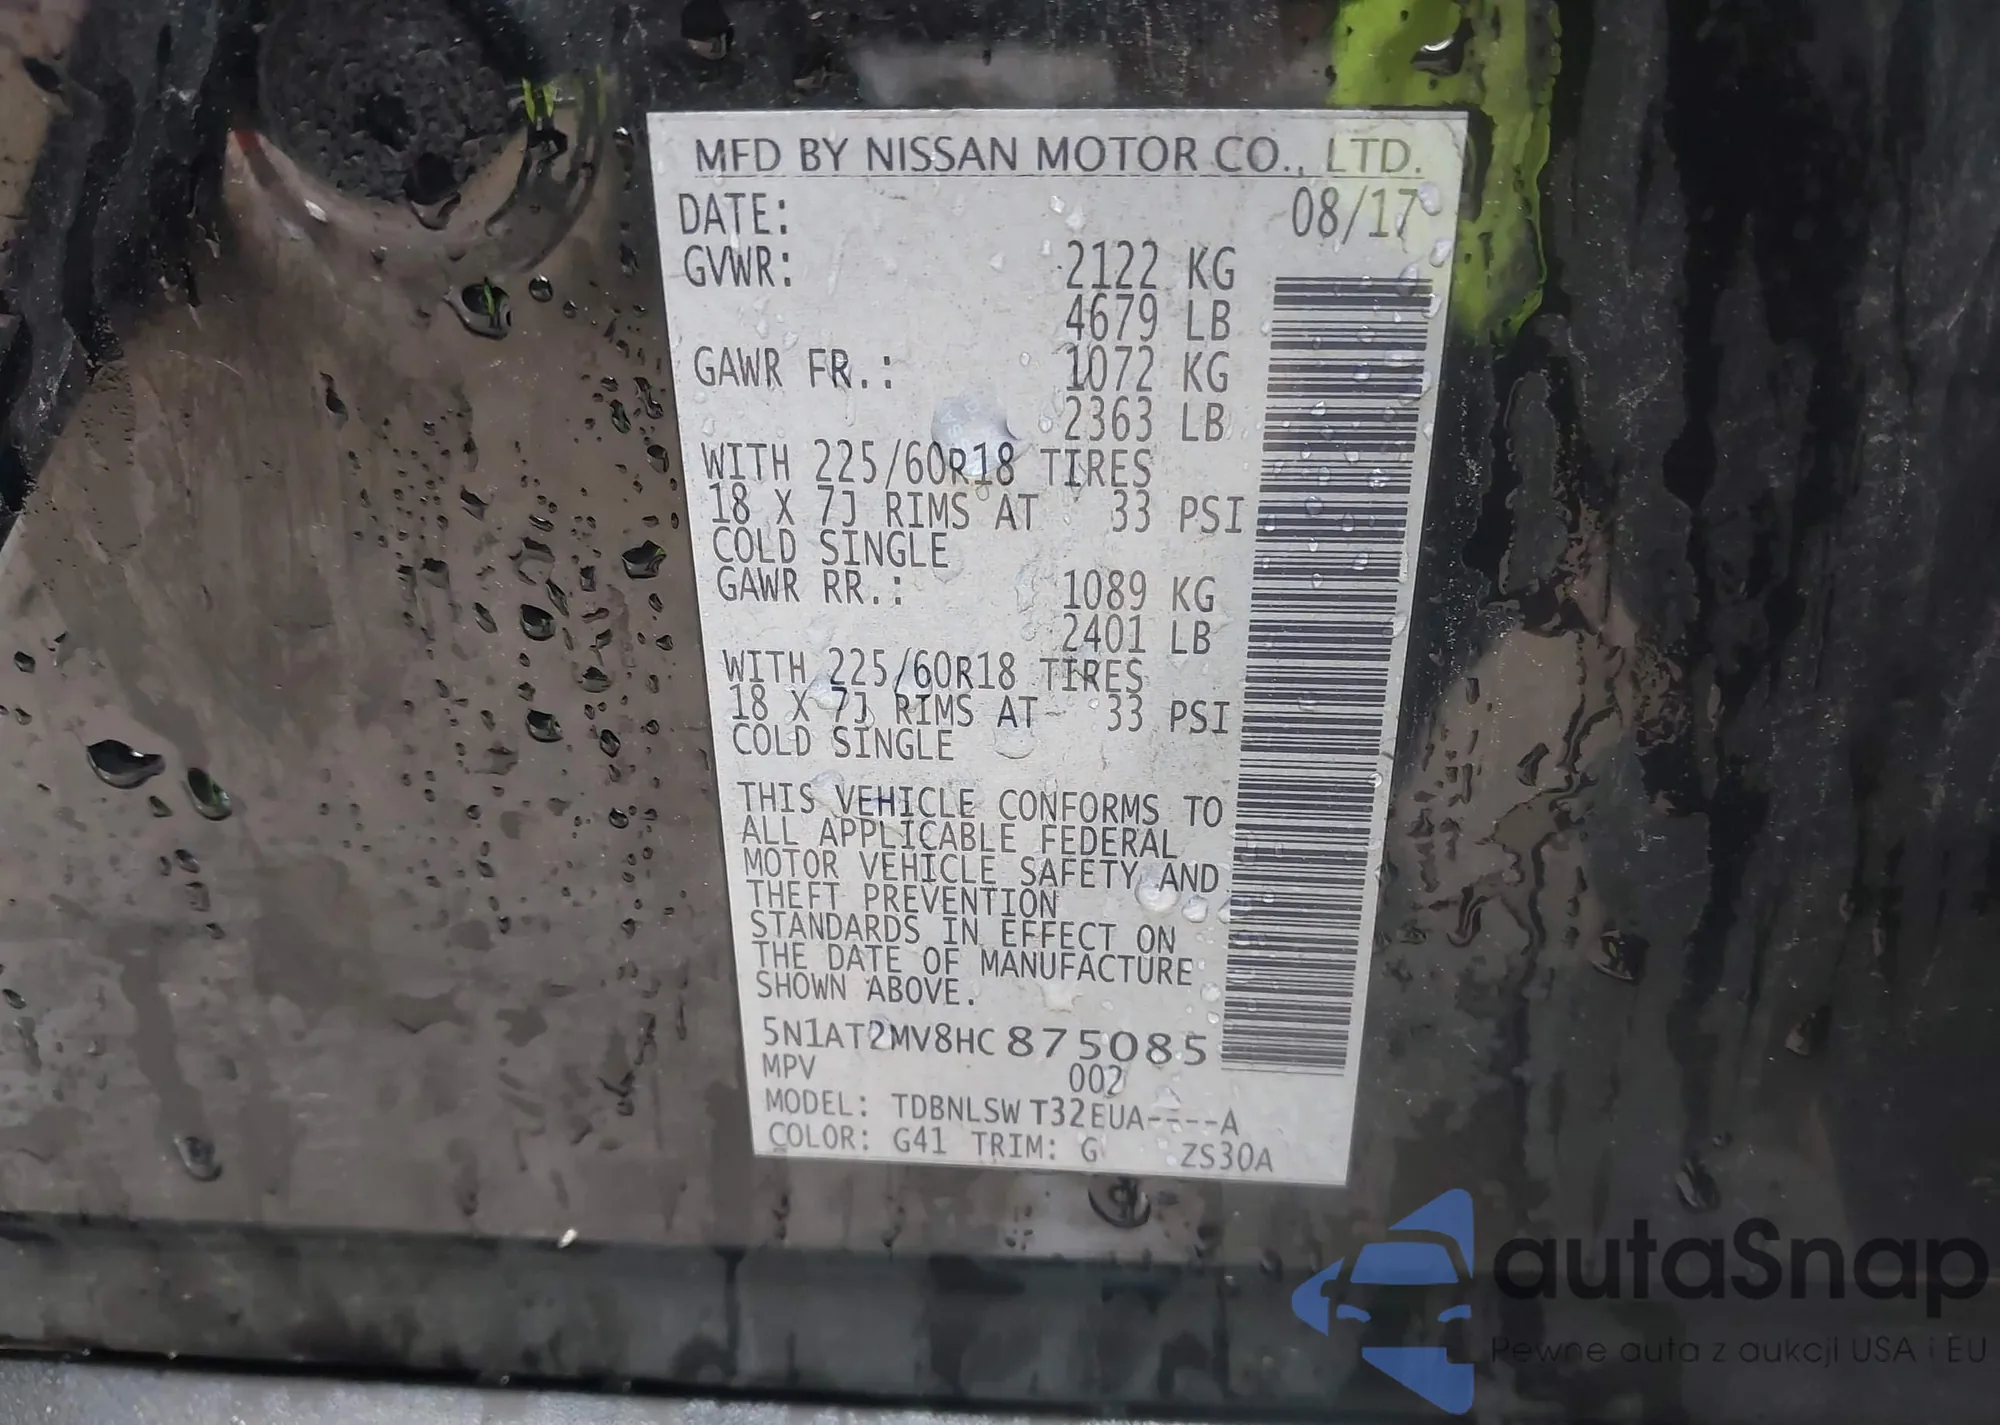 MFD BY NISSAN MOTOR CO., LTD.
DATE: 08/17
GVWR: 2122 KG
4679 LB
GAWR FR.: 1072 KG
2363 LB
WITH 225/60R18 TIRES
18 X 7J RIMS AT 33 PSI
COLD SINGLE
GAWR RR.: 1089 KG
2401 LB
WITH 225/60R18 TIRES
18 X 7J RIMS AT 33 PSI
COLD SINGLE
THIS VEHICLE CONFORMS TO
ALL APPLICABLE FEDERAL
MOTOR VEHICLE SAFETY AND
THEFT PREVENTION
STANDARDS IN EFFECT ON
THE DATE OF MANUFACTURE
SHOWN ABOVE.
5N1AT2MV8HC875085
MPV 002
MODEL: TDBNLSW T32EUA----A
COLOR: G41 TRIM: G ZS30A
autaSnap
Pewne auta z aukcji USA i EU